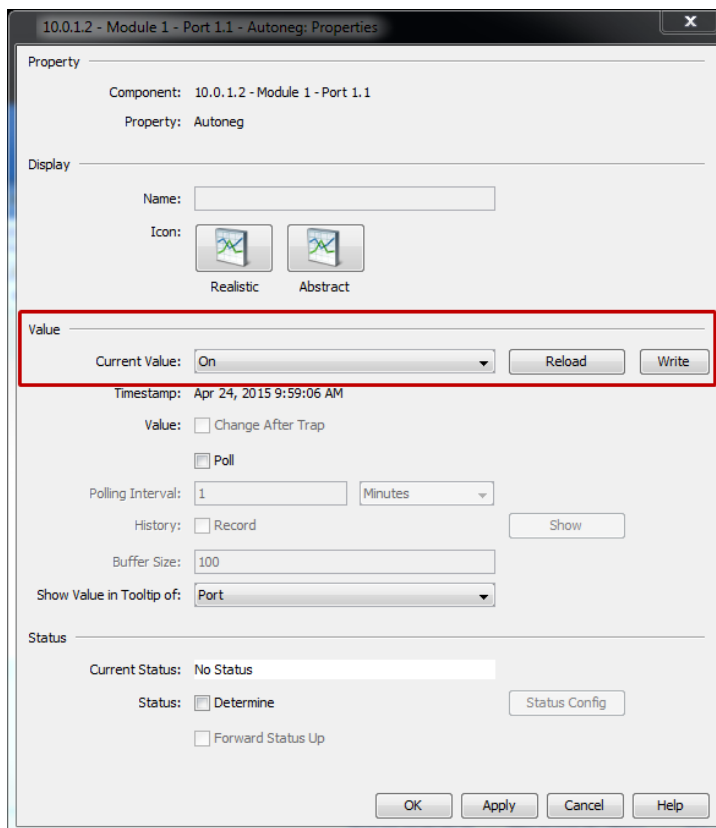 10.0.1.2 - Module 1 - Port 1.1 - Autoneg: Properties
x
Property
Component: 10.0.1.2 - Module 1 - Port 1.1
Property: Autoneg
Display
Name:
Icon:
Realistic Abstract
Value
Current Value: On Reload Write
Timestamp: Apr 24, 2015 9:59:06 AM
Value: Change After Trap
Poll
Polling Interval: 1 Minutes
History: Record Show
Buffer Size: 100
Show Value in Tooltip of: Port
Status
Current Status: No Status
Status: Determine Status Config
Forward Status Up
OK Apply Cancel Help